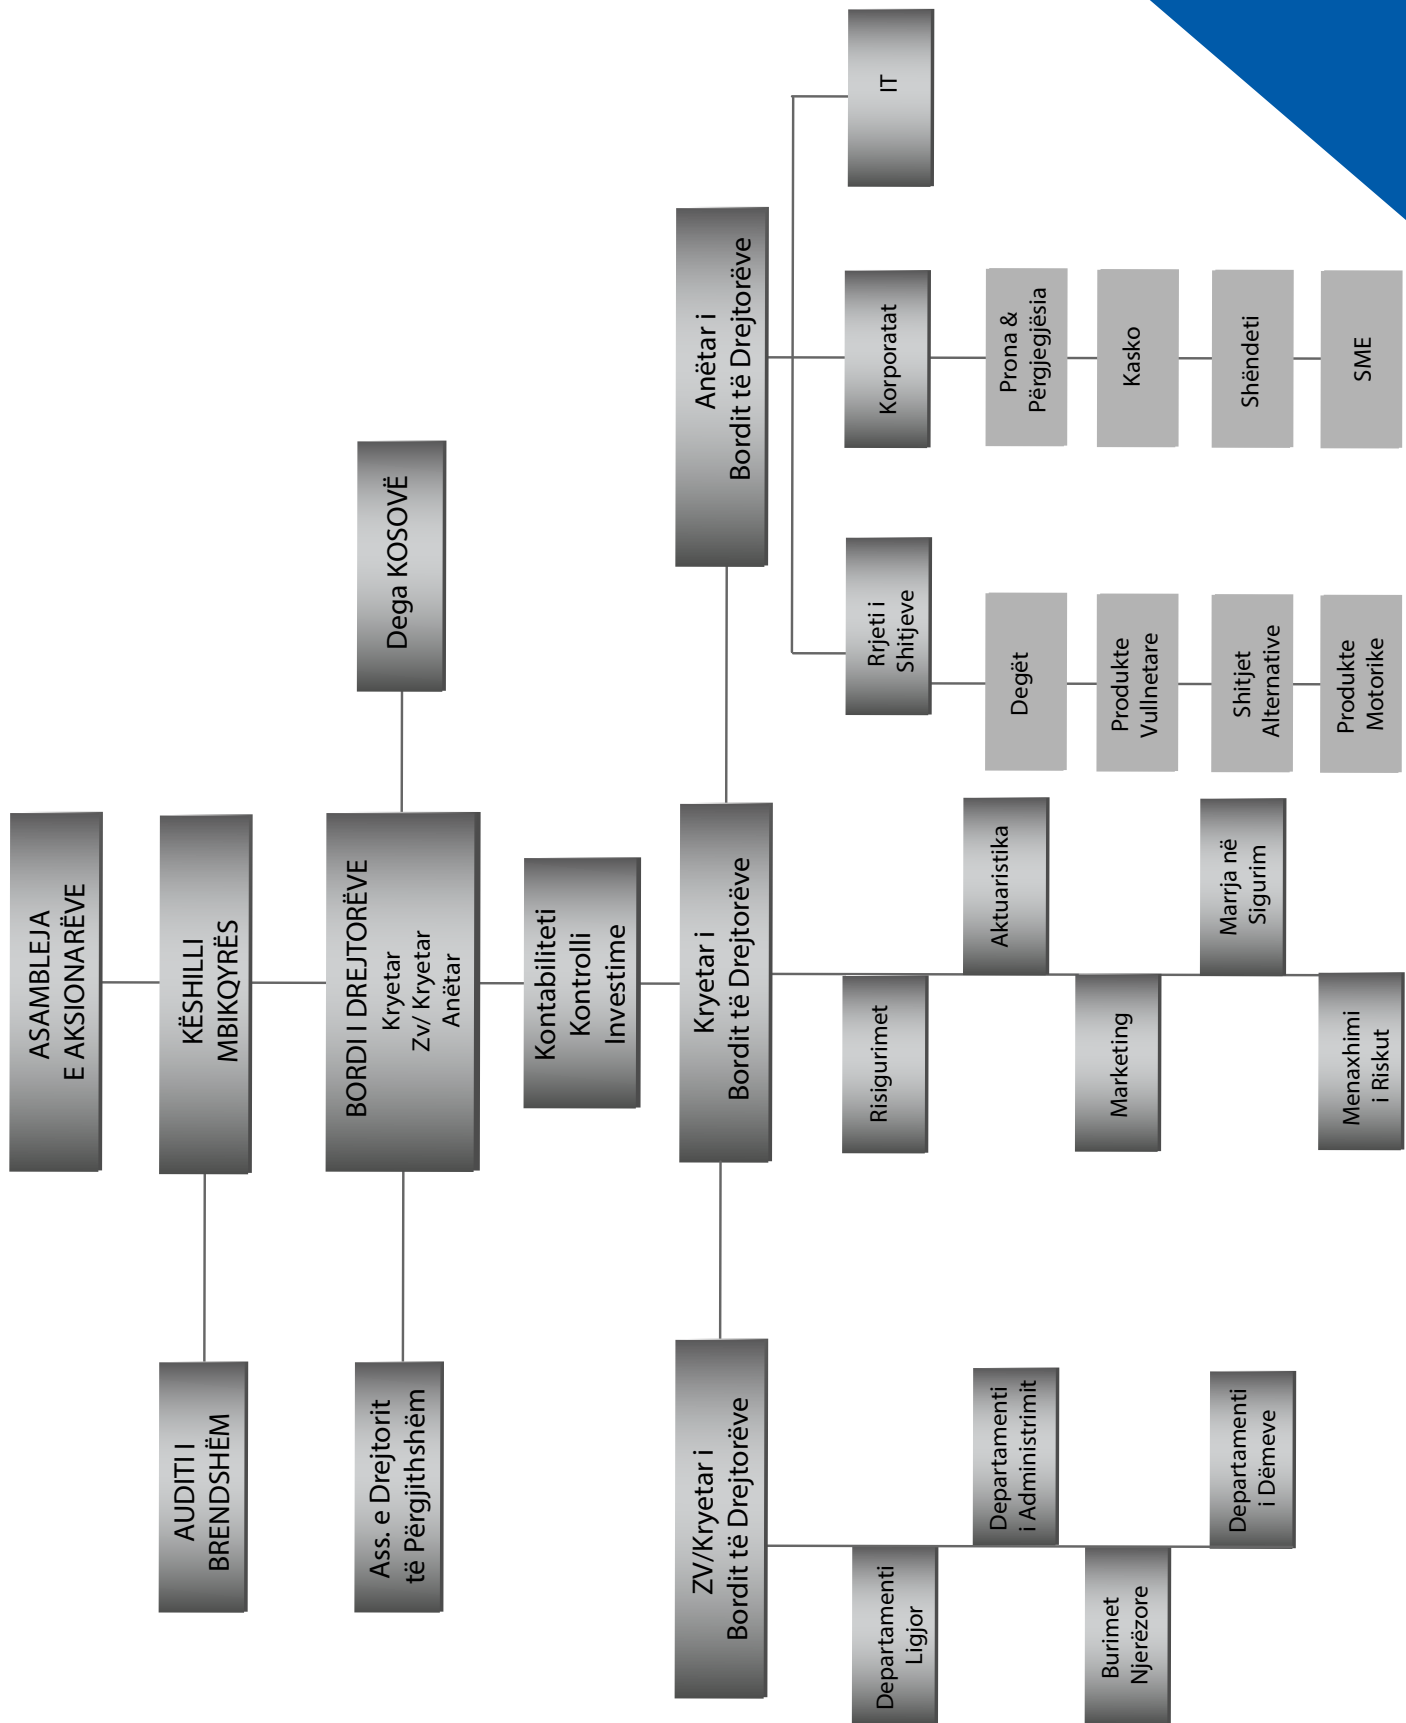 ASAMBLEJA
E AKSIONARËVE
AUDITI I
BRENDSHËM
KËSHILLI
MBIKQYRËS
Ass. e Drejtorit
të Përgjithshëm
BORDI I DREJTORËVE
Kryetar
Zv/ Kryetar
Anëtar
Dega KOSOVË
Kontabiliteti
Kontrolli
Investime
ZV/Kryetar i
Bordit të Drejtorëve
Kryetar i
Bordit të Drejtorëve
Anëtar i
Bordit të Drejtorëve
Departamenti
Ligjor
Departamenti
i Administrimit
Burimet
Njerëzore
Departamenti
i Dëmeve
Risigurimet
Aktuaristika
Marketing
Marrja në
Sigurim
Menaxhimi
i Riskut
Rrjeti i
Shitjeve
Degët
Produkte
Vullnetare
Shitjet
Alternative
Produkte
Motorike
Korporatat
Prona &
Përgjegjësia
Kasko
Shëndeti
SME
IT